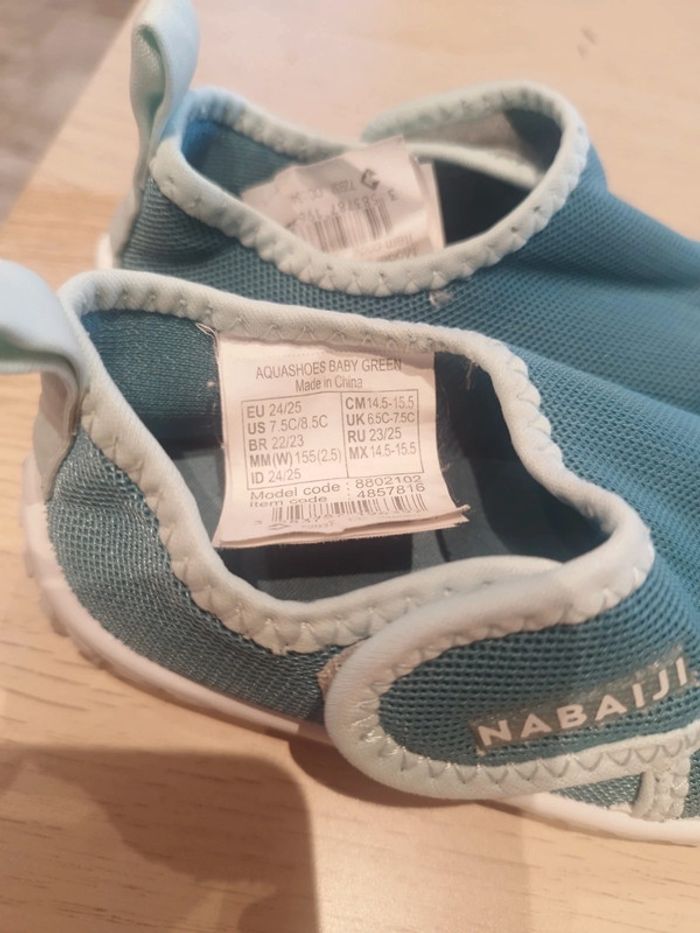 AQUASHOES BABY GREEN
Made in China
EU 24/25
US 7.5C/8.5C
BR 22/23
MM(W) 155(2.5)
ID 24/25
CM 14.5-15.5
UK 6.5C-7.5C
RU 23/25
MX 14.5-15.5
Model code : 8802102
Item code : 4857816
NABAIJI